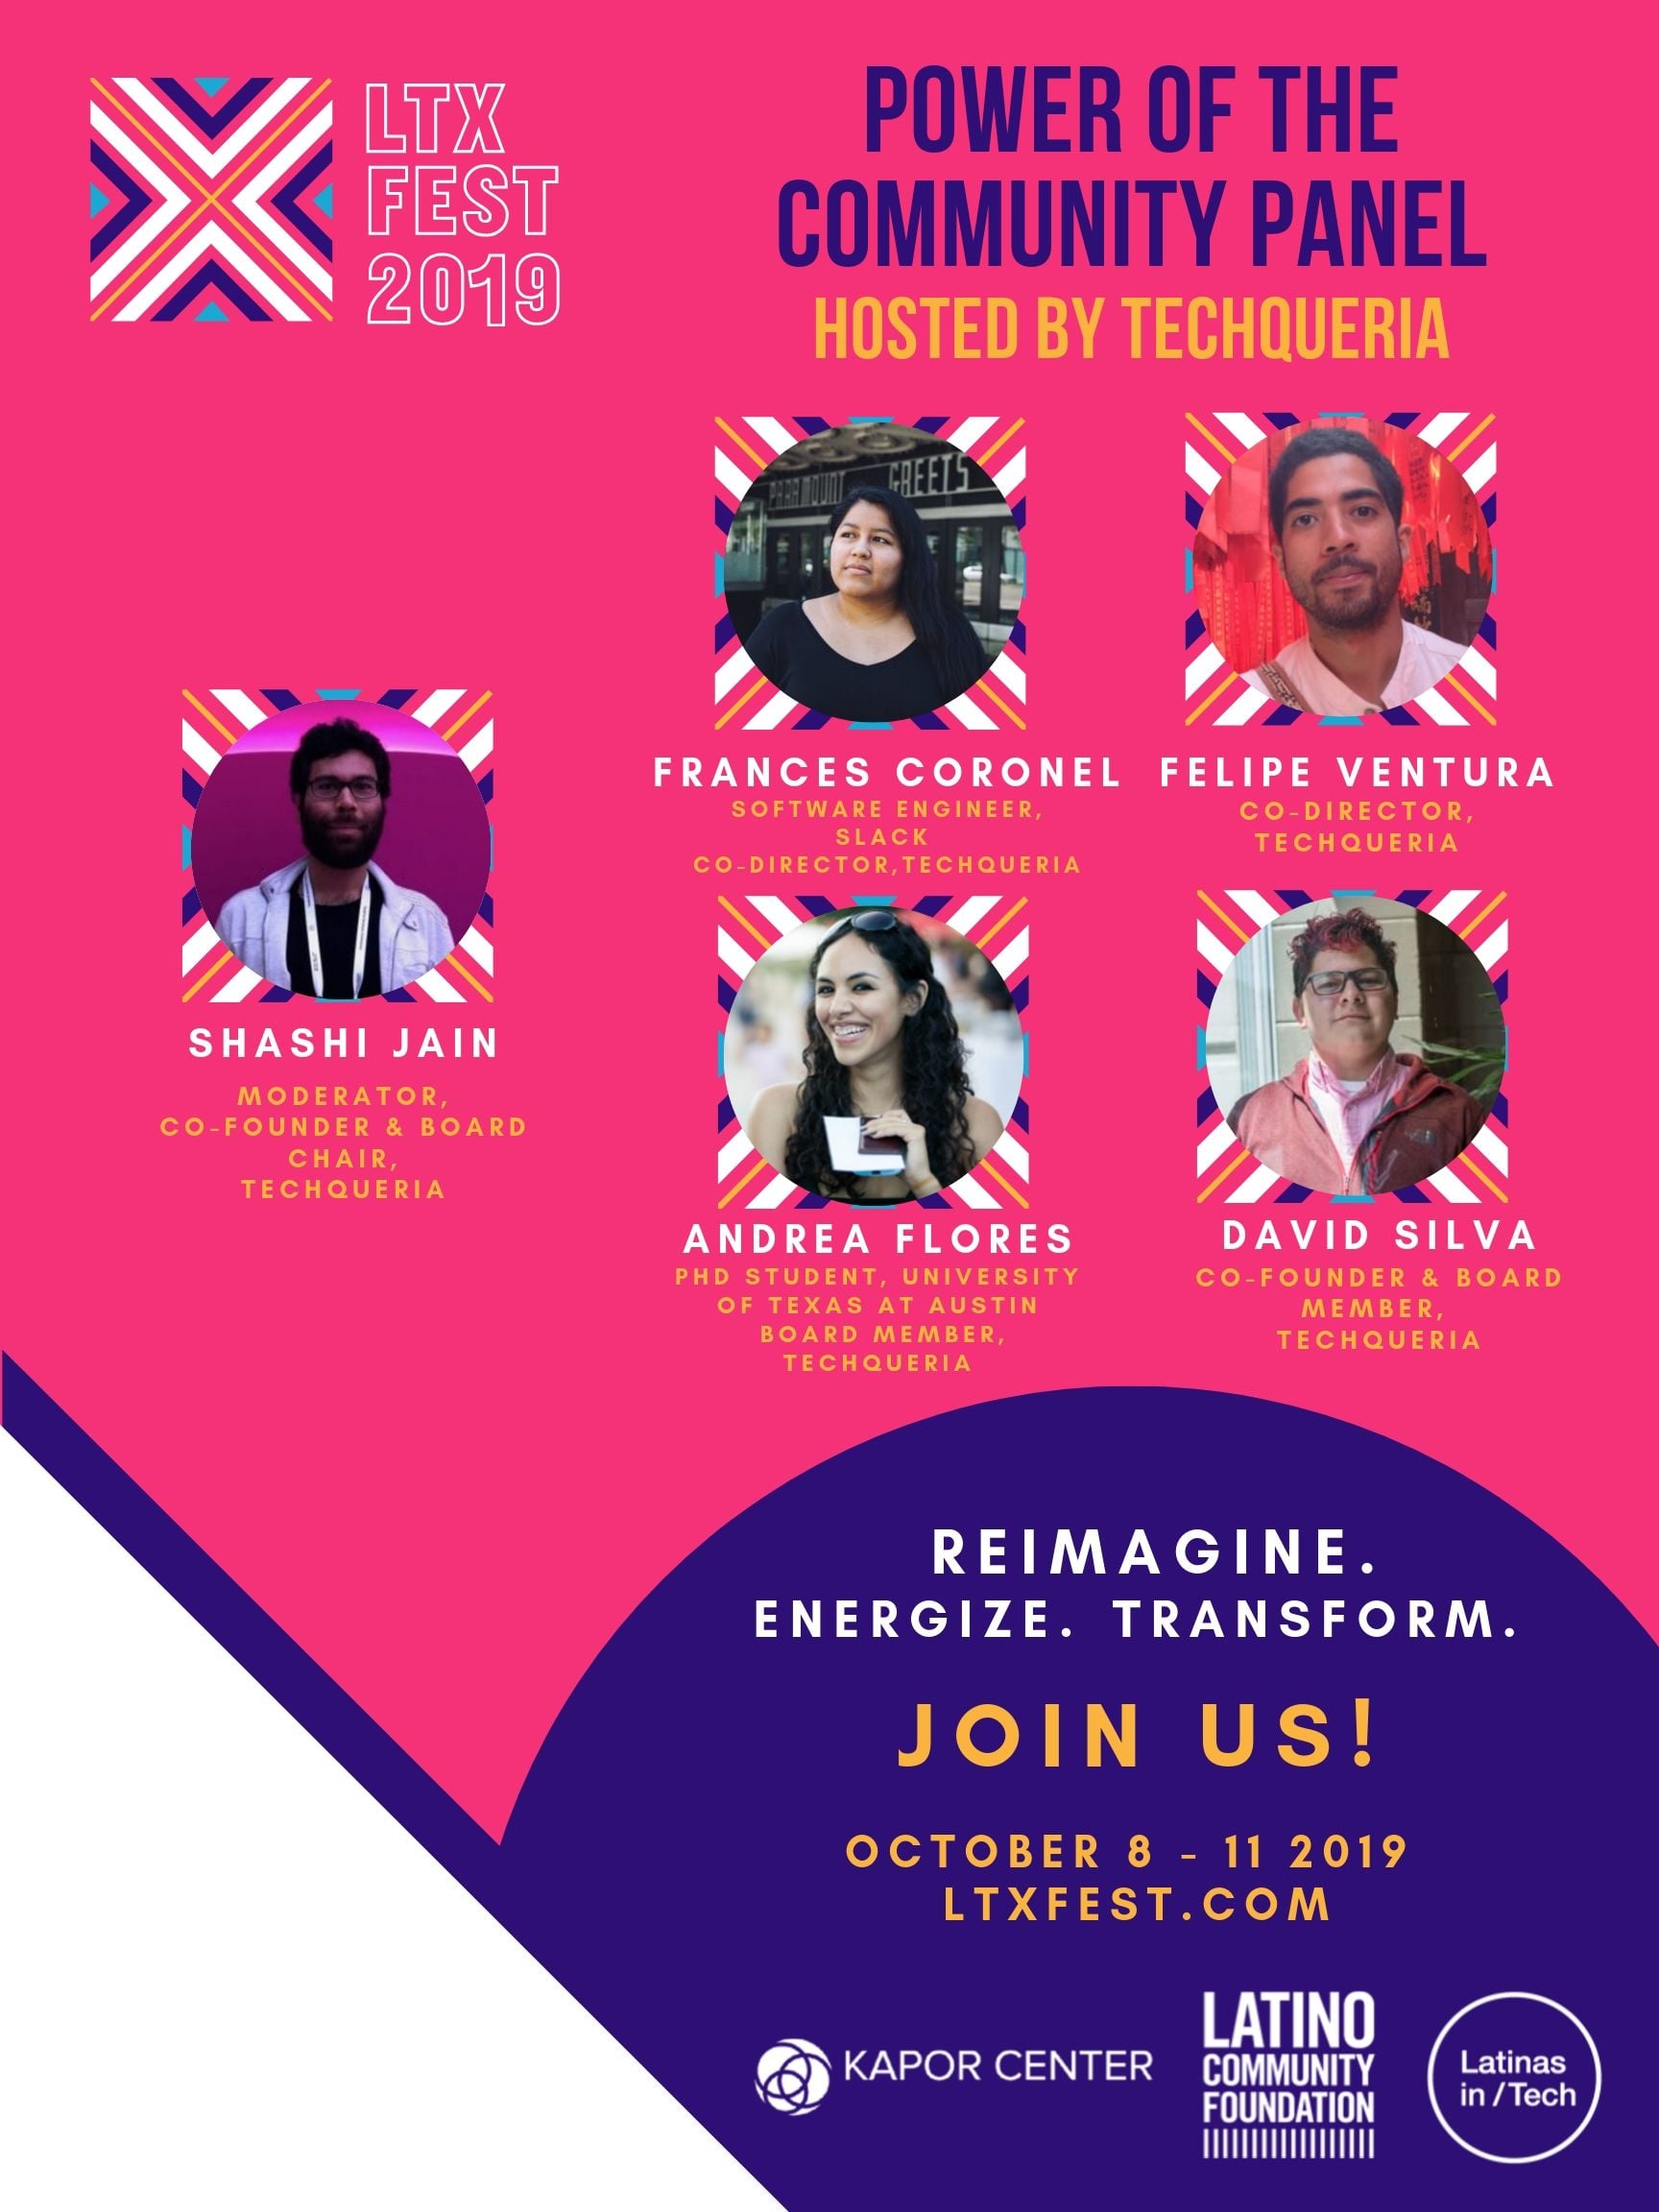 LTX
FEST
2019
POWER OF THE
COMMUNITY PANEL
HOSTED BY TECHQUERIA
PARAMOUNT GREETS
FRANCES CORONEL
SOFTWARE ENGINEER,
SLACK
CO-DIRECTOR,TECHQUERIA
FELIPE VENTURA
CO-DIRECTOR,
TECHQUERIA
SHASHI JAIN
MODERATOR,
CO-FOUNDER & BOARD
CHAIR,
TECHQUERIA
ANDREA FLORES
PHD STUDENT, UNIVERSITY
OF TEXAS AT AUSTIN
BOARD MEMBER,
TECHQUERIA
DAVID SILVA
CO-FOUNDER & BOARD
MEMBER,
TECHQUERIA
REIMAGINE.
ENERGIZE. TRANSFORM.
JOIN US!
OCTOBER 8 - 11 2019
LTXFEST.COM
KAPOR CENTER
LATINO
COMMUNITY
FOUNDATION
Latinas
in /Tech